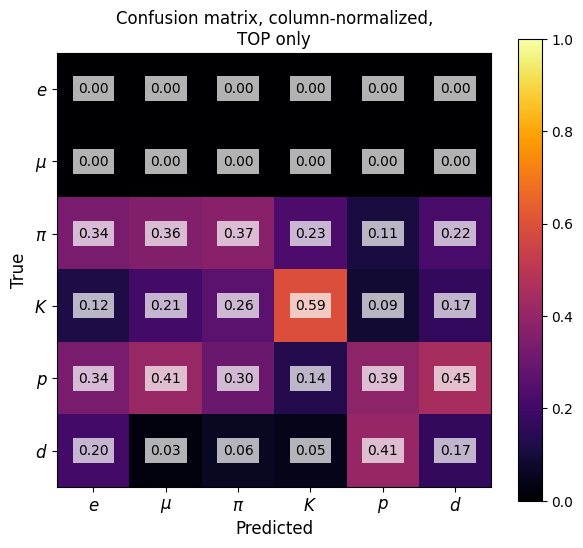 Confusion matrix, column-normalized,
TOP only
e 0.00 0.00 0.00 0.00 0.00 0.00
μ 0.00 0.00 0.00 0.00 0.00 0.00
π 0.34 0.36 0.37 0.23 0.11 0.22
K 0.12 0.21 0.26 0.59 0.09 0.17
p 0.34 0.41 0.30 0.14 0.39 0.45
d 0.20 0.03 0.06 0.05 0.41 0.17
e μ π K p d
Predicted
True
1.0
0.8
0.6
0.4
0.2
0.0